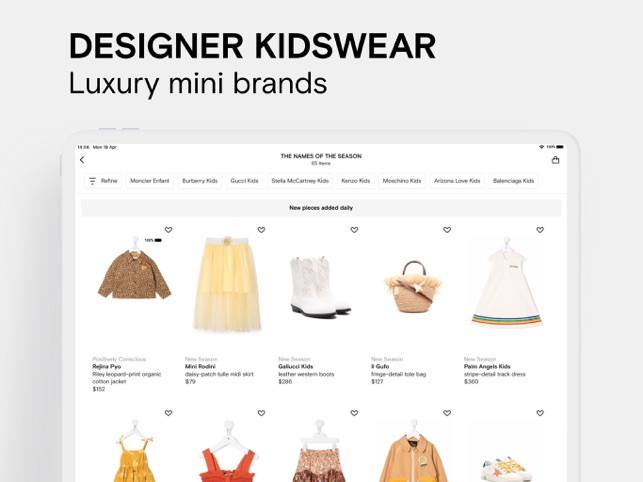 DESIGNER KIDSWEAR
Luxury mini brands
14:56 Mon 18 Apr
100%
THE NAMES OF THE SEASON
115 items
Refine Moncler Enfant Burberry Kids Gucci Kids Stella McCartney Kids Kenzo Kids Moschino Kids Arizona Love Kids Balenciaga Kids
New pieces added daily
100%
Positively Conscious
Rejina Pyo
Riley leopard-print organic
cotton jacket
$152
New Season
Mini Rodini
daisy-patch tulle midi skirt
$79
New Season
Gallucci Kids
leather western boots
$286
New Season
Il Gufo
fringe-detail tote bag
$127
New Season
Palm Angels Kids
stripe-detail track dress
$360